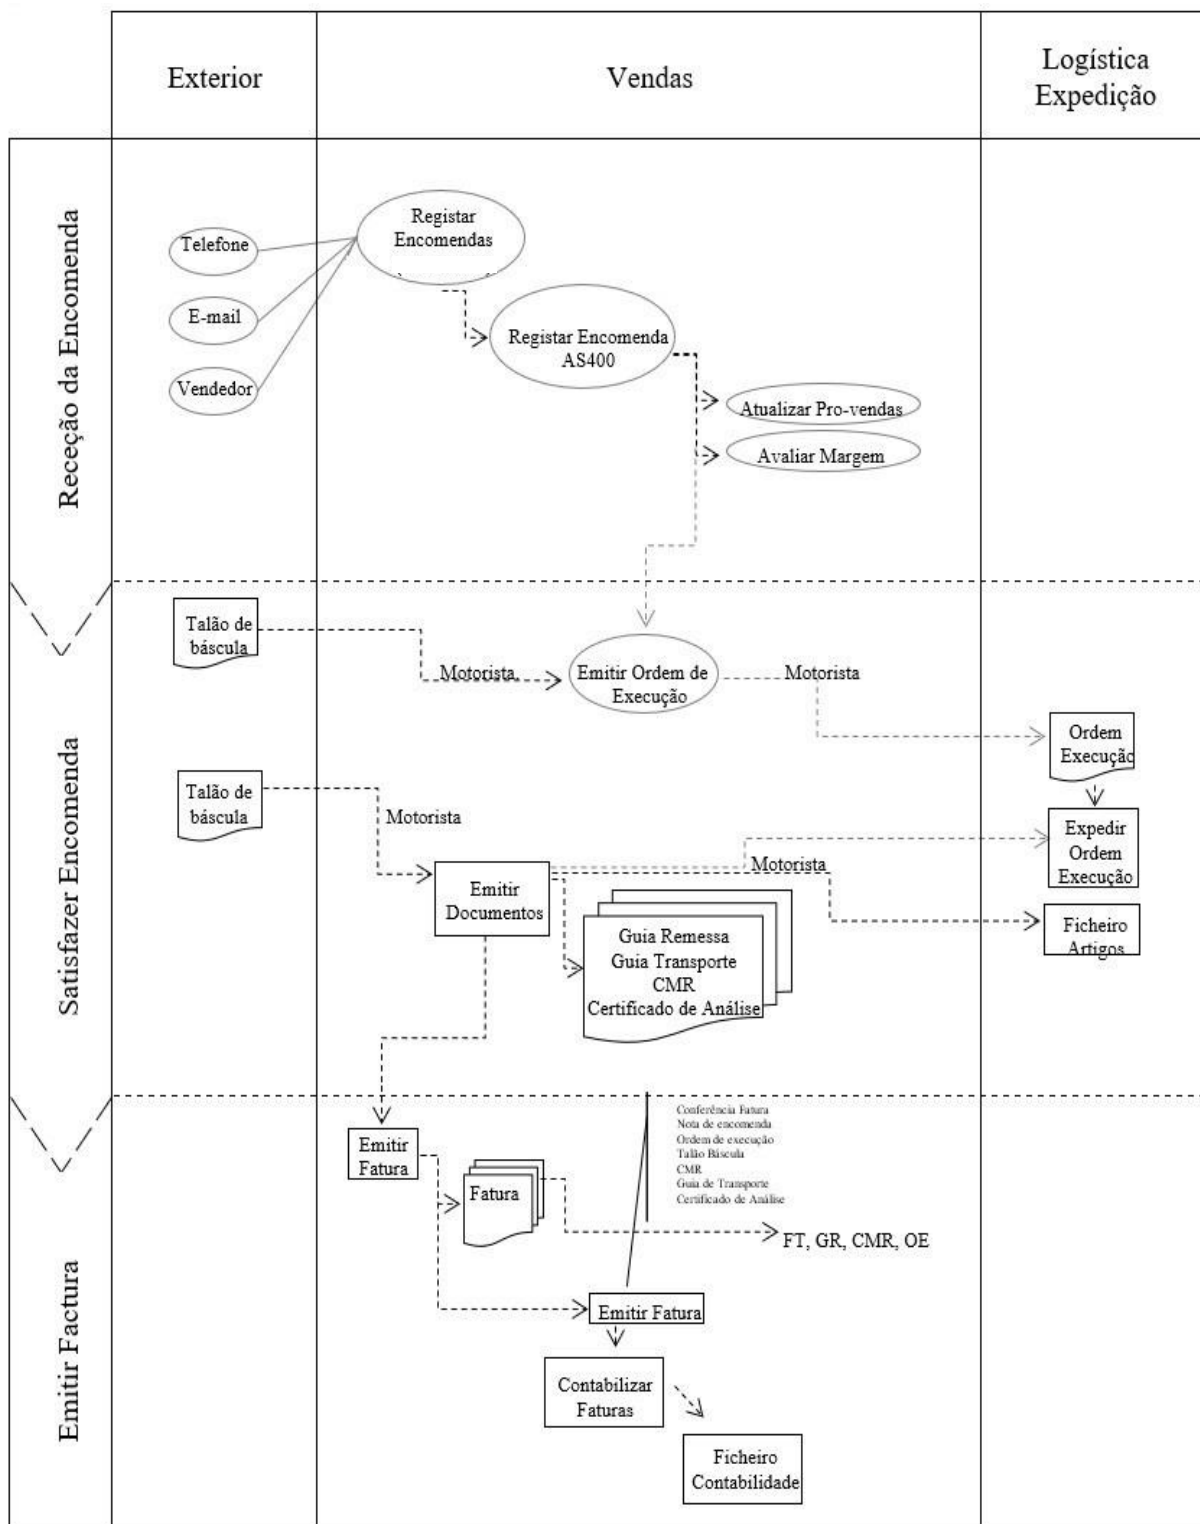 Exterior
Vendas
Logística
Expedição
Receção da Encomenda
Telefone
E-mail
Vendedor
Registar
Encomendas
Registar Encomenda
AS400
Atualizar Pro-vendas
Avaliar Margem
Satisfazer Encomenda
Talão de
báscula
Motorista
Emitir Ordem de
Execução
Motorista
Ordem
Execução
Talão de
báscula
Motorista
Expedir
Ordem
Execução
Motorista
Emitir
Documentos
Guia Remessa
Guia Transporte
CMR
Certificado de Análise
Ficheiro
Artigos
Emitir Factura
Emitir
Fatura
Fatura
Conferência Fatura
Nota de encomenda
Ordem de execução
Talão Báscula
CMR
Guia de Transporte
Certificado de Análise
FT, GR, CMR, OE
Emitir Fatura
Contabilizar
Faturas
Ficheiro
Contabilidade